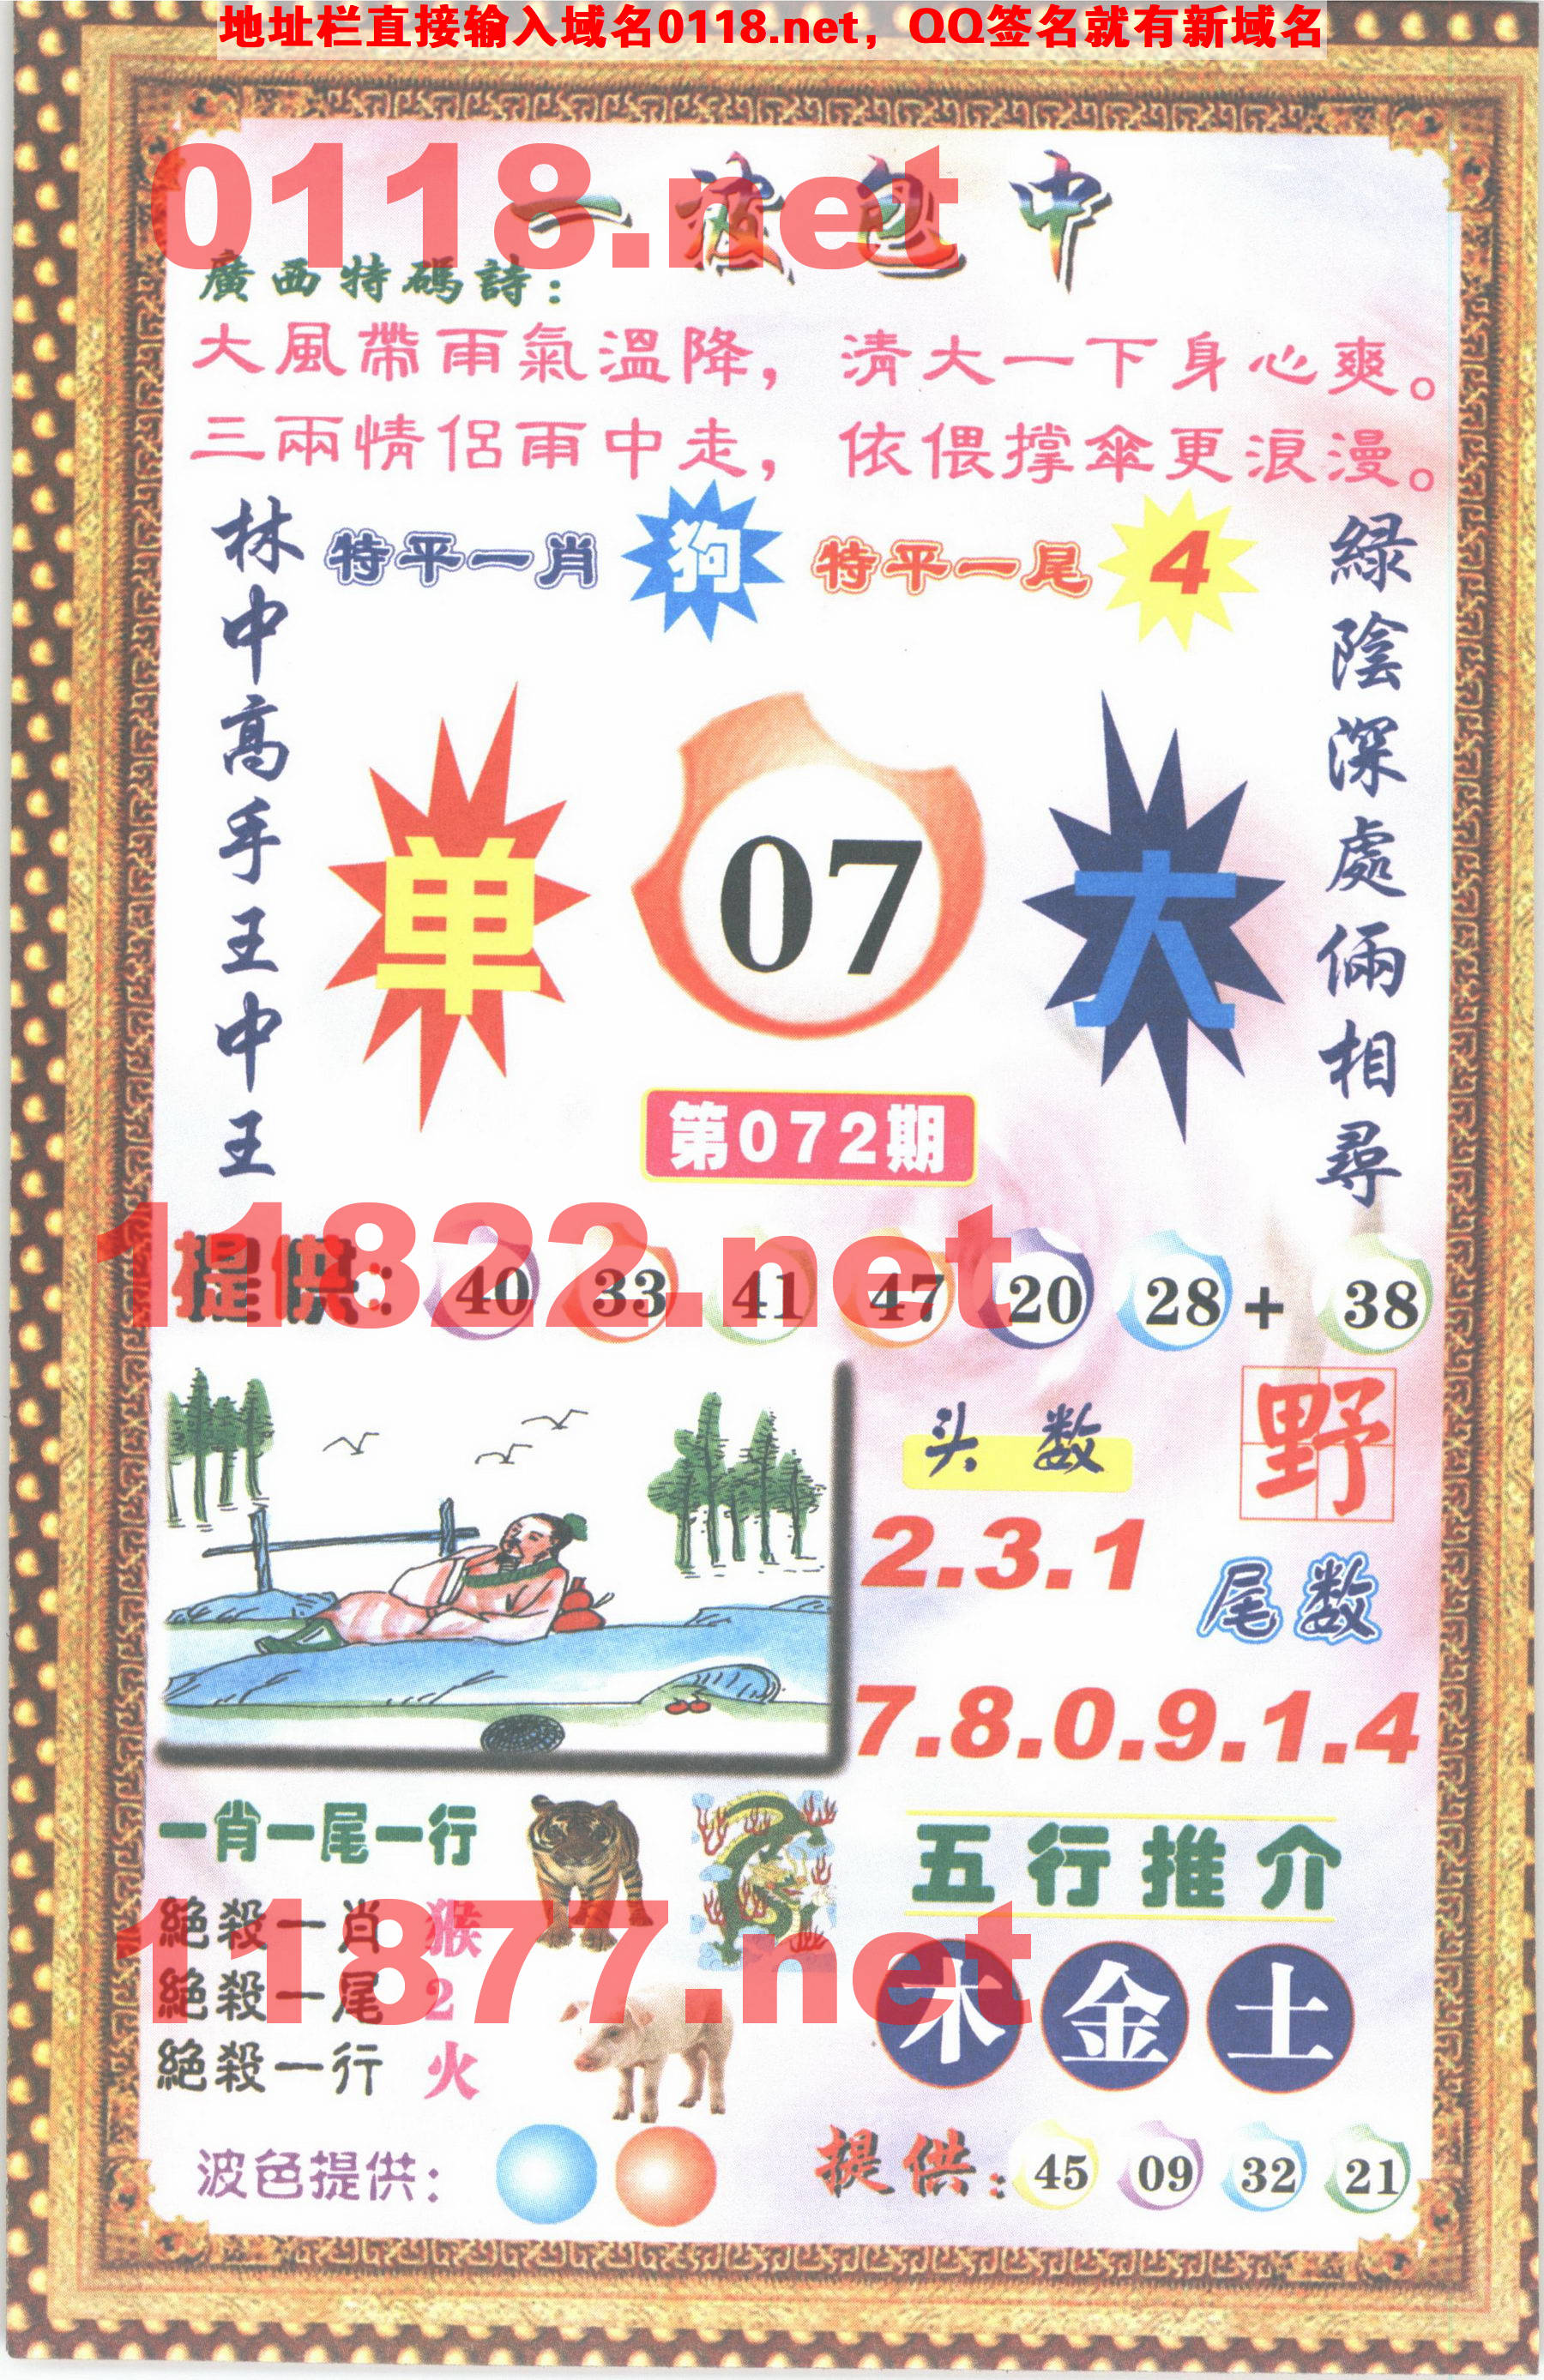 地址栏直接输入域名0118.net，QQ签名就有新域名
0118.net
一波包中
廣西特碼詩：
大風帶雨氣溫降，清大一下身心爽。
三兩情侶雨中走，依偎撐傘更浪漫。
林中高手王中王
特平一肖 狗 特平一尾 4
綠陰深處倆相尋
单 07 大
第072期
11822.net
提供：40 33 41 47 20 28 + 38
头数 野
2.3.1
尾数
7.8.0.9.1.4
一肖一尾一行
五行推介
11877.net
絕殺一肖 猴
絕殺一尾 2
絕殺一行 火
木 金 土
波色提供：
提供：45 09 32 21